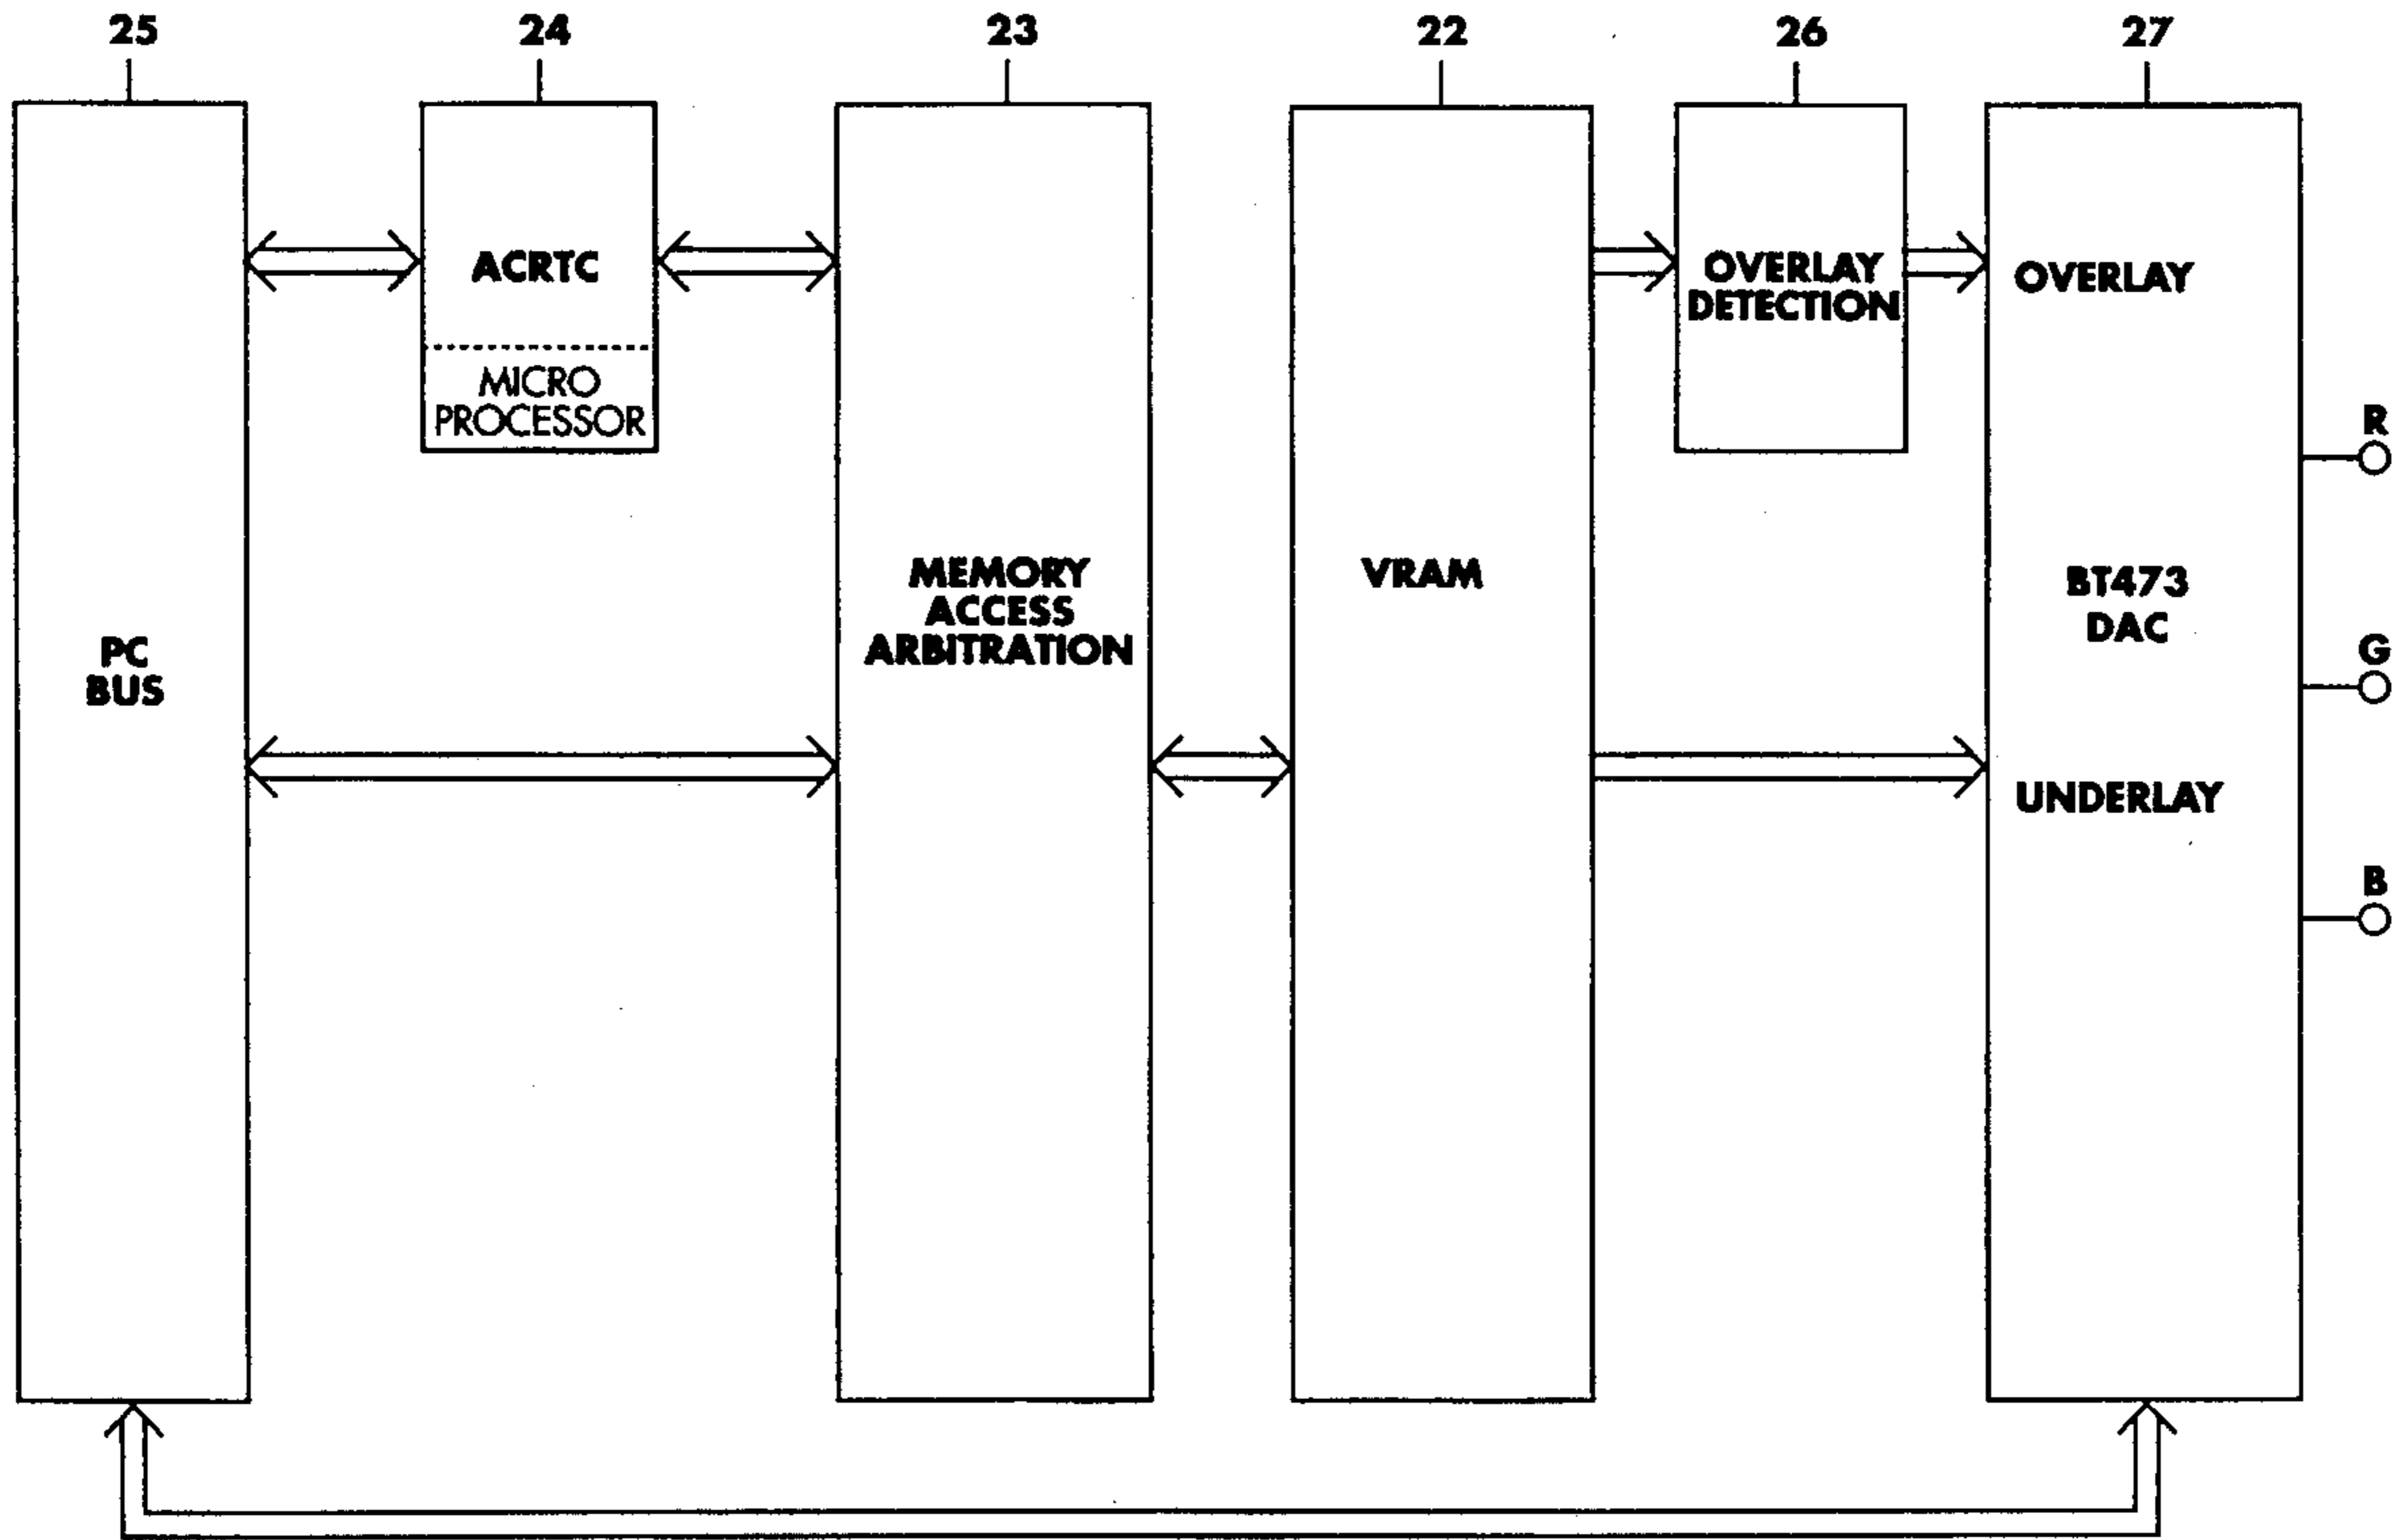 25
24
23
22
26
27
ACRTC
MICRO
PROCESSOR
OVERLAY
DETECTION
OVERLAY
R
MEMORY
ACCESS
ARBITRATION
VRAM
BT473
DAC
PC
BUS
G
UNDERLAY
B